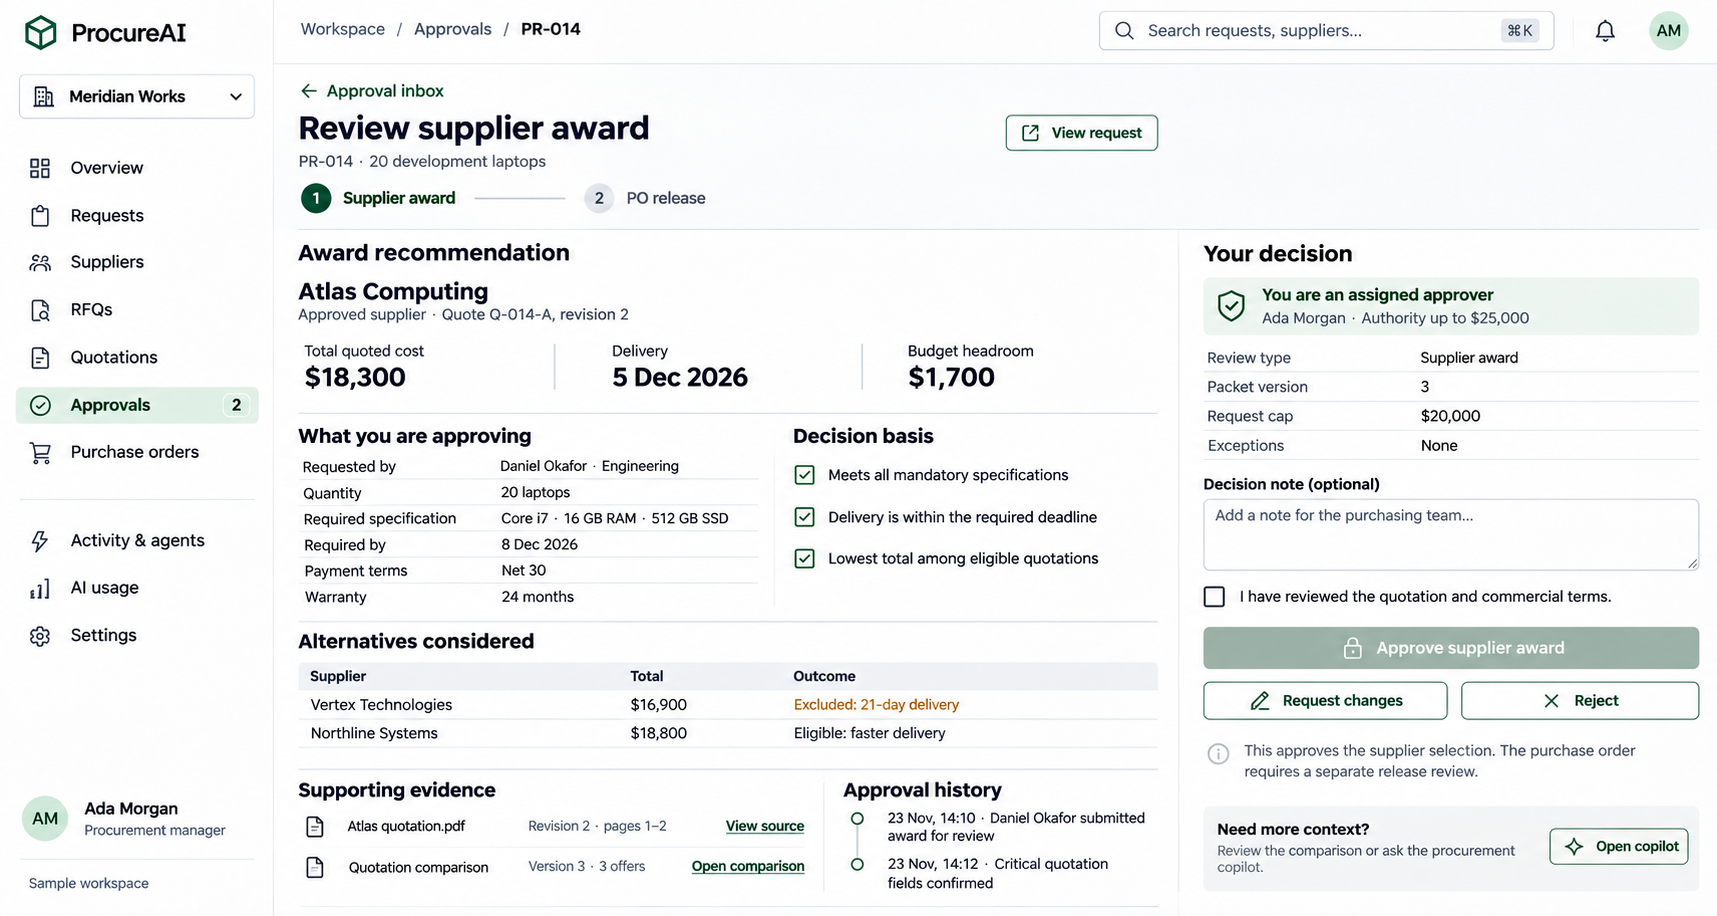 ProcureAI
Meridian Works
Overview
Requests
Suppliers
RFQs
Quotations
Approvals 2
Purchase orders
Activity & agents
AI usage
Settings
AM
Ada Morgan
Procurement manager
Sample workspace
Workspace / Approvals / PR-014
Search requests, suppliers... ⌘K
AM
Approval inbox
Review supplier award
PR-014 · 20 development laptops
View request
1 Supplier award 2 PO release
Award recommendation
Atlas Computing
Approved supplier · Quote Q-014-A, revision 2
Total quoted cost
$18,300
Delivery
5 Dec 2026
Budget headroom
$1,700
What you are approving
Requested by Daniel Okafor · Engineering
Quantity 20 laptops
Required specification Core i7 · 16 GB RAM · 512 GB SSD
Required by 8 Dec 2026
Payment terms Net 30
Warranty 24 months
Decision basis
Meets all mandatory specifications
Delivery is within the required deadline
Lowest total among eligible quotations
Alternatives considered
Supplier Total Outcome
Vertex Technologies $16,900 Excluded: 21-day delivery
Northline Systems $18,800 Eligible: faster delivery
Supporting evidence
Atlas quotation.pdf Revision 2 · pages 1–2 View source
Quotation comparison Version 3 · 3 offers Open comparison
Approval history
23 Nov, 14:10 · Daniel Okafor submitted
award for review
23 Nov, 14:12 · Critical quotation
fields confirmed
Your decision
You are an assigned approver
Ada Morgan · Authority up to $25,000
Review type Supplier award
Packet version 3
Request cap $20,000
Exceptions None
Decision note (optional)
Add a note for the purchasing team...
I have reviewed the quotation and commercial terms.
Approve supplier award
Request changes
Reject
This approves the supplier selection. The purchase order
requires a separate release review.
Need more context?
Review the comparison or ask the procurement
copilot.
Open copilot